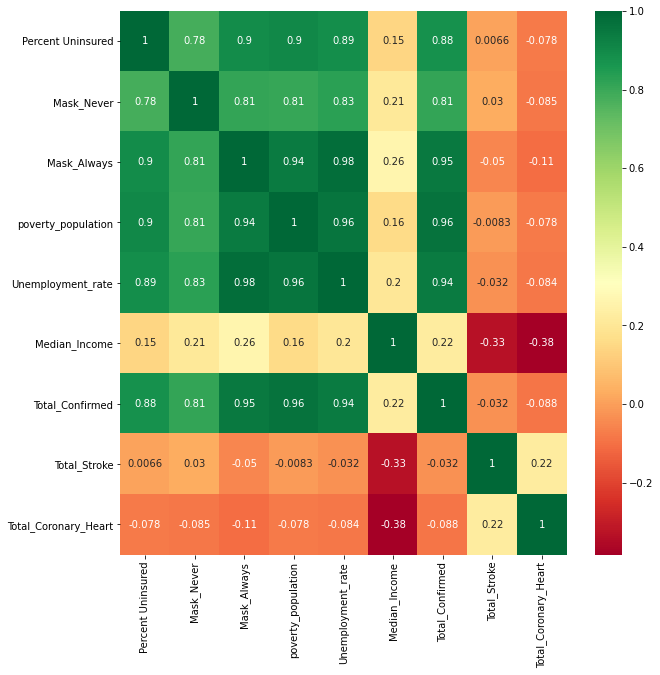 Percent Uninsured 1 0.78 0.9 0.9 0.89 0.15 0.88 0.0066 -0.078
Mask_Never 0.78 1 0.81 0.81 0.83 0.21 0.81 0.03 -0.085
Mask_Always 0.9 0.81 1 0.94 0.98 0.26 0.95 -0.05 -0.11
poverty_population 0.9 0.81 0.94 1 0.96 0.16 0.96 -0.0083 -0.078
Unemployment_rate 0.89 0.83 0.98 0.96 1 0.2 0.94 -0.032 -0.084
Median_Income 0.15 0.21 0.26 0.16 0.2 1 0.22 -0.33 -0.38
Total_Confirmed 0.88 0.81 0.95 0.96 0.94 0.22 1 -0.032 -0.088
Total_Stroke 0.0066 0.03 -0.05 -0.0083 -0.032 -0.33 -0.032 1 0.22
Total_Coronary_Heart -0.078 -0.085 -0.11 -0.078 -0.084 -0.38 -0.088 0.22 1
Percent Uninsured
Mask_Never
Mask_Always
poverty_population
Unemployment_rate
Median_Income
Total_Confirmed
Total_Stroke
Total_Coronary_Heart
1.0
0.8
0.6
0.4
0.2
0.0
−0.2